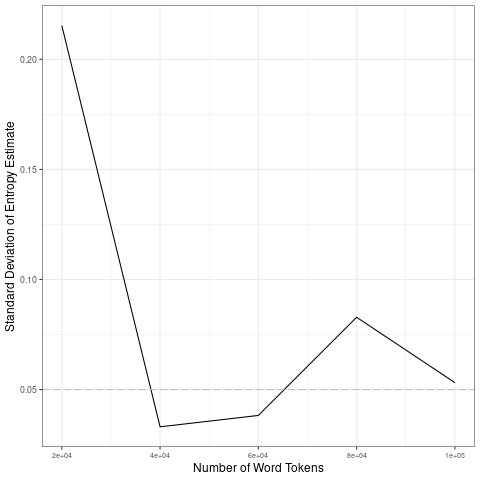 Standard Deviation of Entropy Estimate
0.20
0.15
0.10
0.05
2e+04 4e+04 6e+04 8e+04 1e+05
Number of Word Tokens